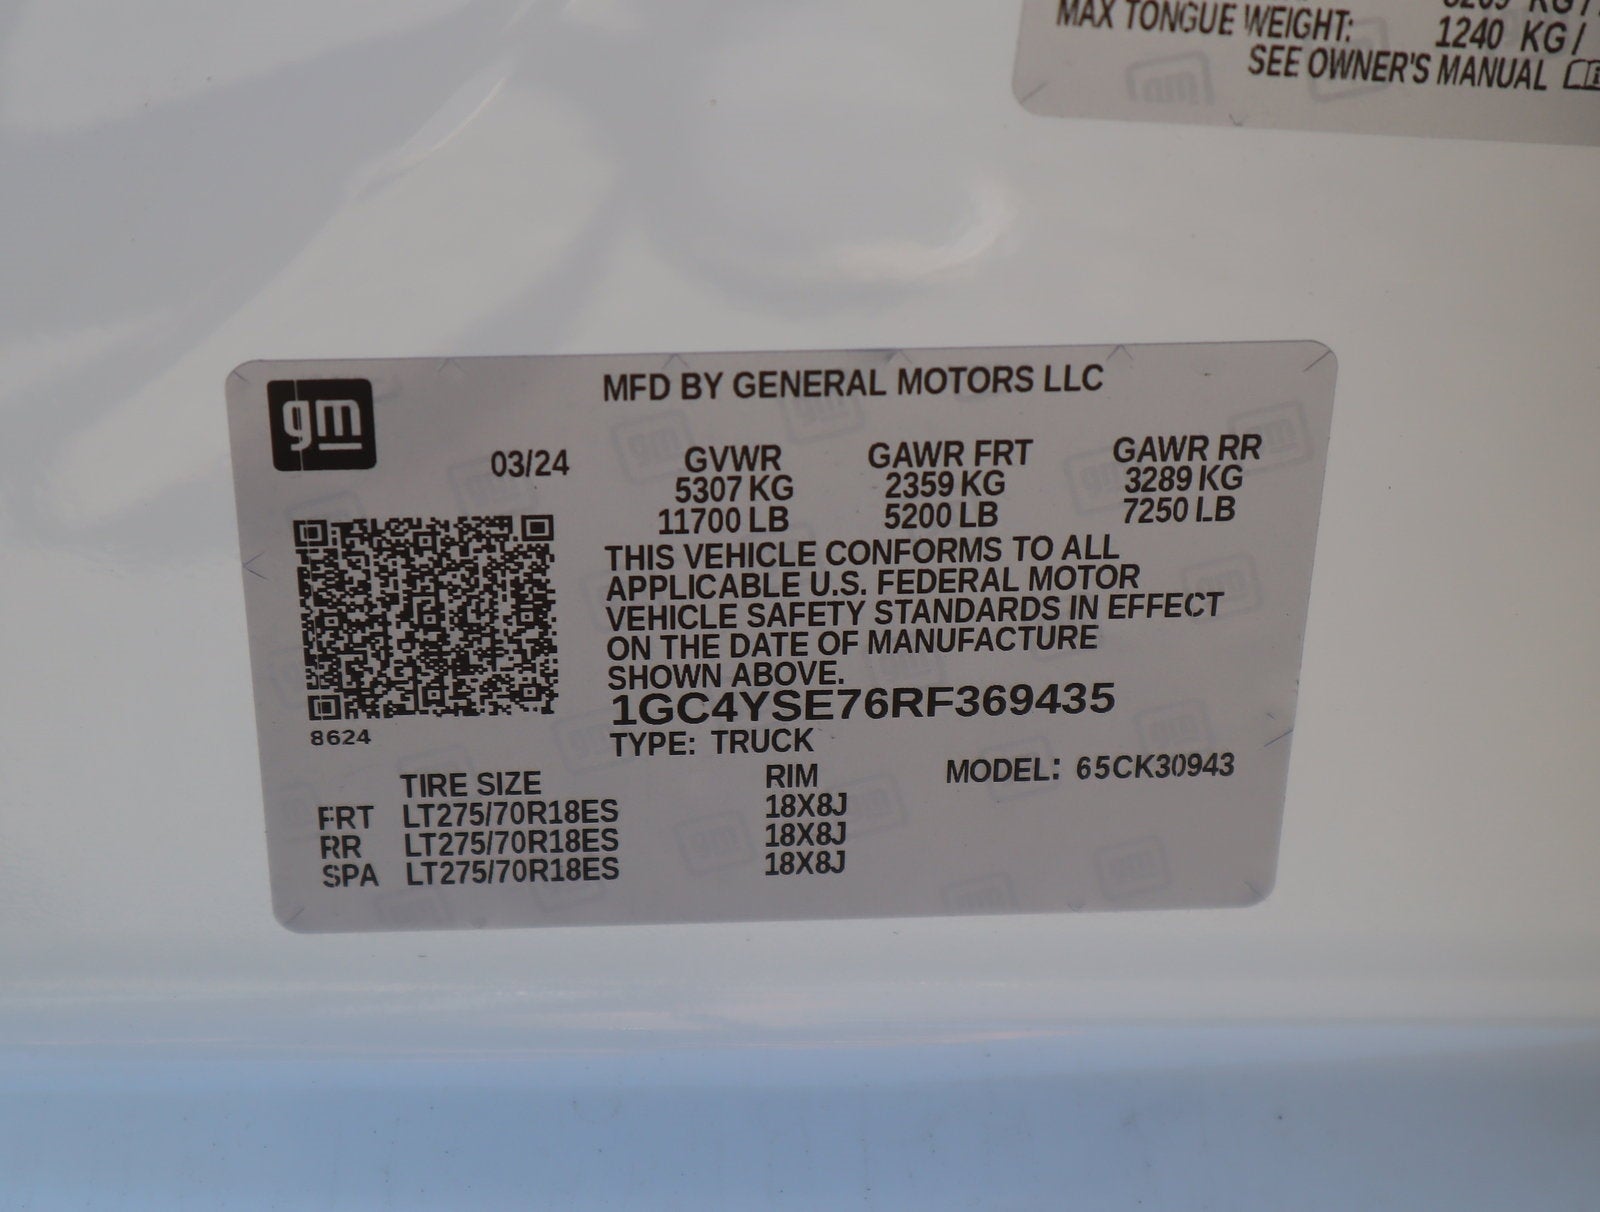 MAX TONGUE WEIGHT: 1240 KG /
SEE OWNER'S MANUAL
gm
MFD BY GENERAL MOTORS LLC
03/24 GVWR GAWR FRT GAWR RR
5307 KG 2359 KG 3289 KG
11700 LB 5200 LB 7250 LB
THIS VEHICLE CONFORMS TO ALL
APPLICABLE U.S. FEDERAL MOTOR
VEHICLE SAFETY STANDARDS IN EFFECT
ON THE DATE OF MANUFACTURE
SHOWN ABOVE.
1GC4YSE76RF369435
8624
TYPE: TRUCK
TIRE SIZE RIM MODEL: 65CK30943
FRT LT275/70R18ES 18X8J
RR LT275/70R18ES 18X8J
SPA LT275/70R18ES 18X8J